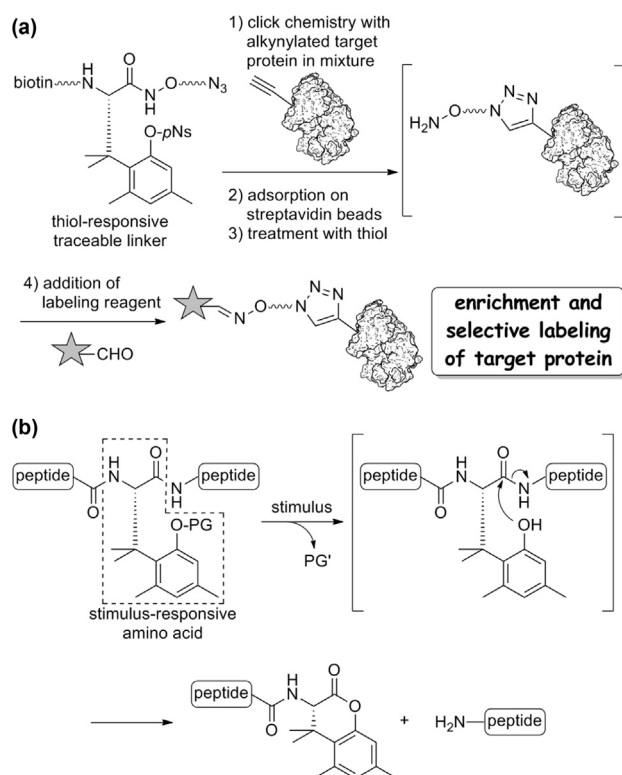 (a)
1) click chemistry with
alkynylated target
protein in mixture
biotin
H
N
O
N
H
O
N3
O-pNs
thiol-responsive
traceable linker
2) adsorption on
streptavidin beads
3) treatment with thiol
H2N
O
N
N
N
4) addition of
labeling reagent
CHO
N
O
N
N
N
enrichment and
selective labeling
of target protein
(b)
peptide
O
H
N
O
N
H
peptide
O-PG
stimulus-responsive
amino acid
stimulus
PG'
peptide
O
H
N
O
N
H
peptide
OH
peptide
O
H
N
O
O
+
H2N
peptide